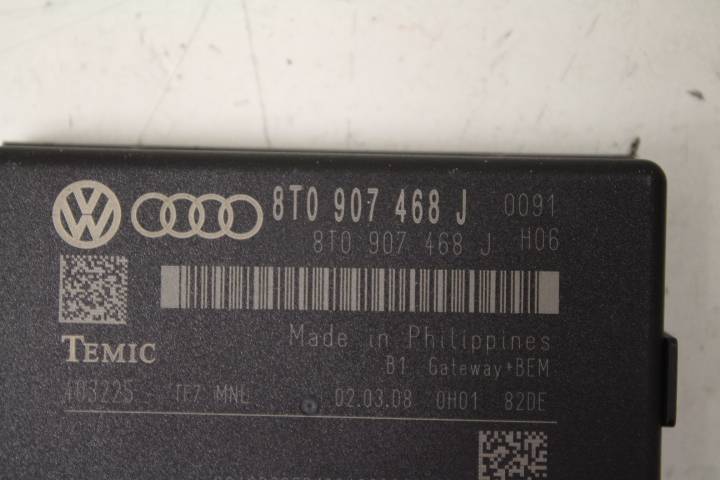 8T0 907 468 J 0091
8T0 907 468 J H06
TEMIC
Made in Philippines
B1 Gateway+BEM
403225 TF7 MNL 02.03.08 0H01 82DE